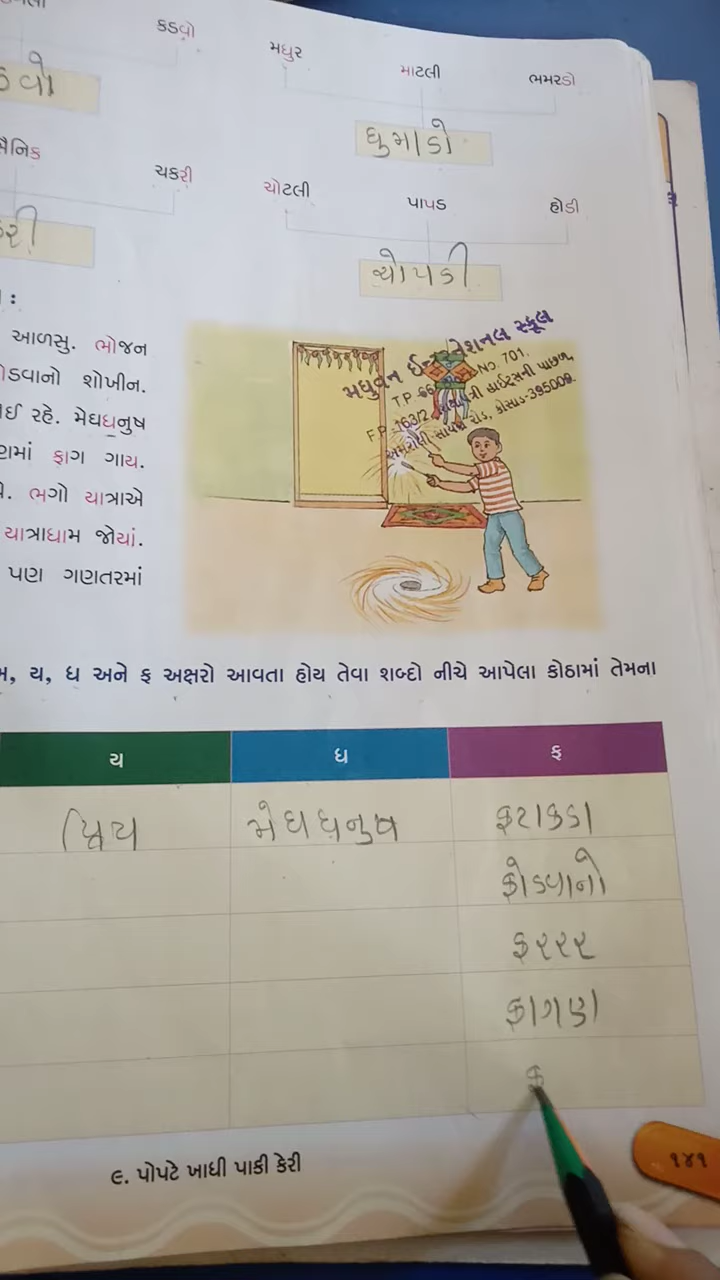 કડવો
મધુર માટલી ભમરડો
ધુમાડો
સૈનિક ચકરી
ચોટલી પાપડ હોડી
ચોપડી
આળસુ. ભોજન
શોખીન.
રહે. મેઘધનુષ
ફાગ ગાય.
ભગો યાત્રાએ
યાત્રાધામ જોયાં.
પણ ગણતરમાં
મધુવન ઈન્ટરનેશનલ સ્કૂલ
ય, ધ અને ફ અક્ષરો આવતા હોય તેવા શબ્દો નીચે આપેલા કોઠામાં તેમના
ય ધ ફ
પ્રિય મેઘધનુષ ફટાકડા
ફોડવાનો
ફરરર
ફાગણ
ફ
૯. પોપટે ખાધી પાકી કેરી
૧૪૧